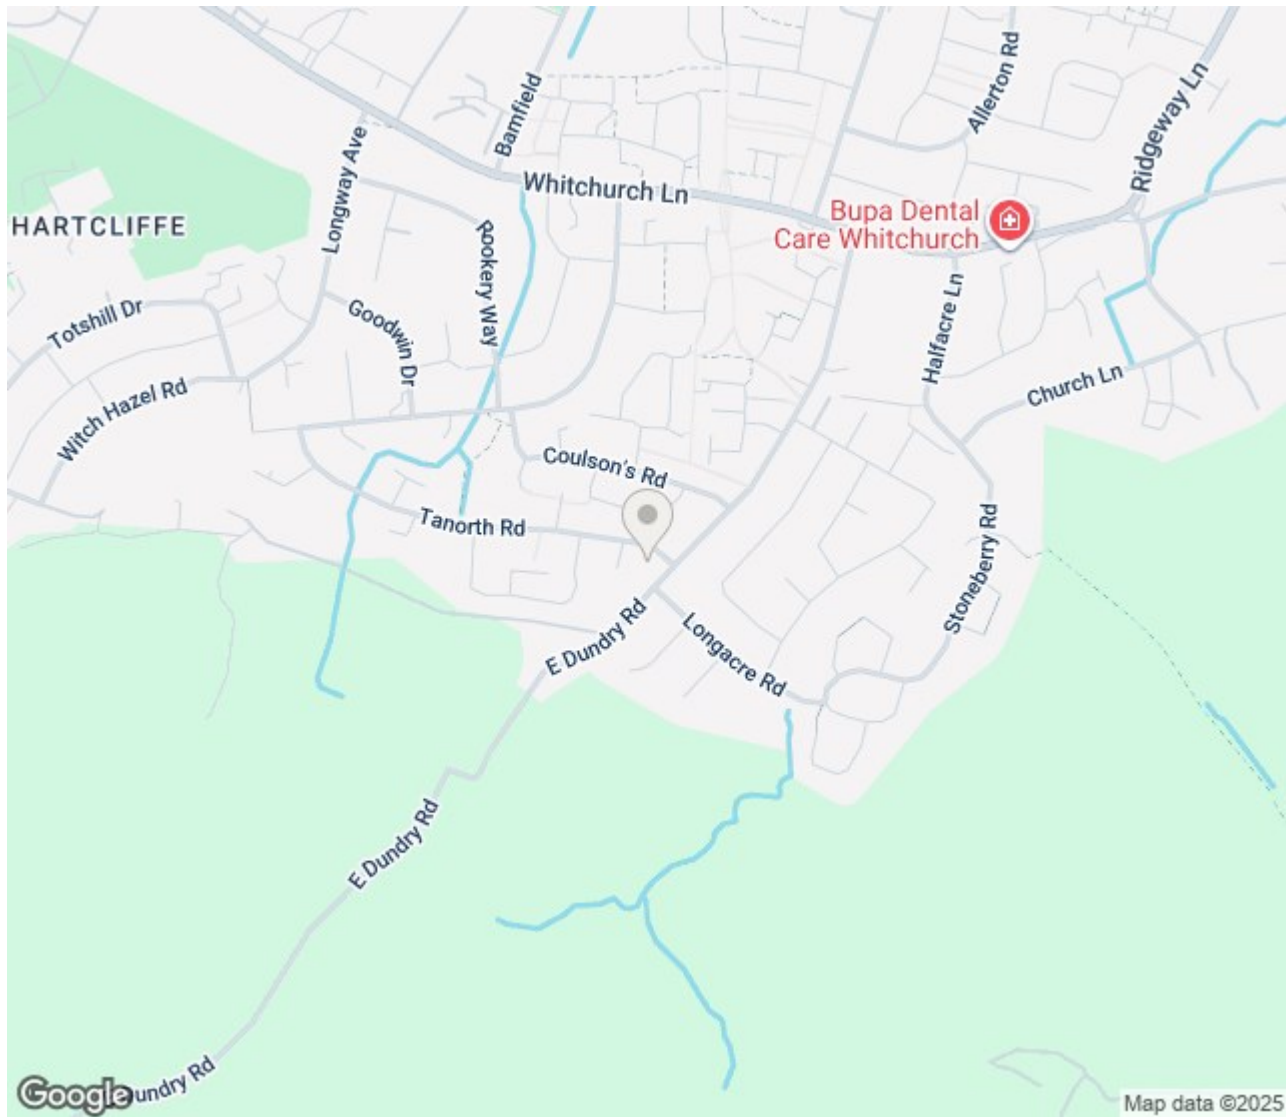 Allerton Rd
Ridgeway Ln
Bamfield
Longway Ave
Whitchurch Ln
Bupa Dental
Care Whitchurch
HARTCLIFFE
Rookery Way
Totshill Dr
Goodwin Dr
Halfacre Ln
Church Ln
Witch Hazel Rd
Coulson's Rd
Tanorth Rd
Stoneberry Rd
E Dundry Rd
Longacre Rd
E Dundry Rd
Dundry Rd
Google
Map data ©2025